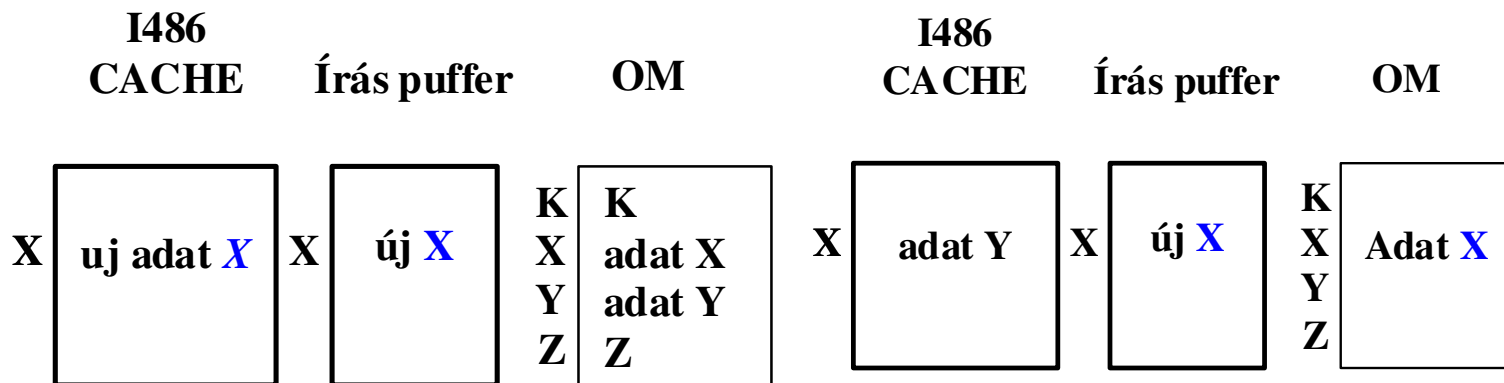 I486
CACHE Írás puffer OM
X uj adat X X új X
K K
X adat X
Y adat Y
Z Z
I486
CACHE Írás puffer OM
X adat Y X új X
K
X Adat X
Y
Z